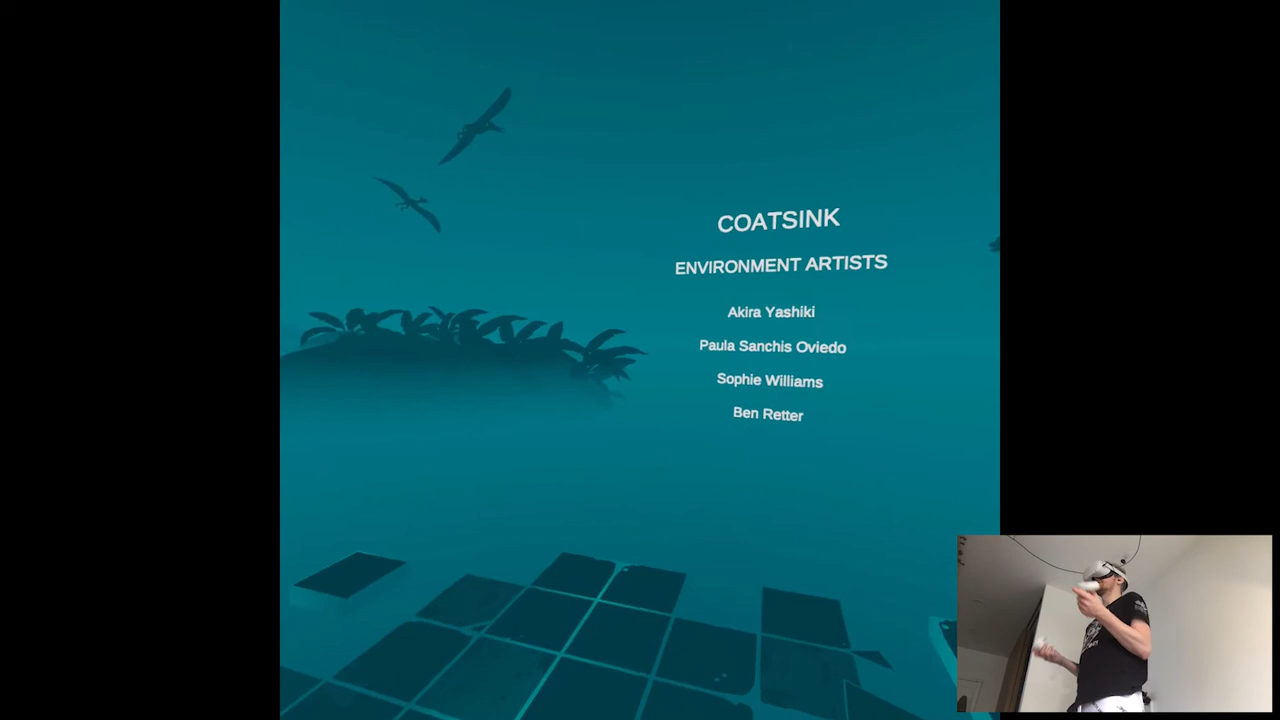 COATSINK
ENVIRONMENT ARTISTS
Akira Yashiki
Paula Sanchis Oviedo
Sophie Williams
Ben Retter